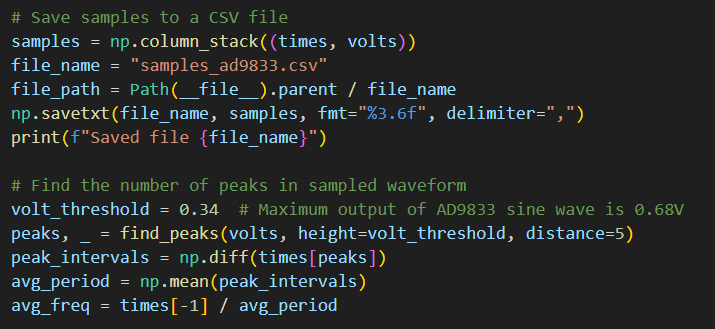 # Save samples to a CSV file
samples = np.column_stack((times, volts))
file_name = "samples_ad9833.csv"
file_path = Path(__file__).parent / file_name
np.savetxt(file_name, samples, fmt="%3.6f", delimiter=",")
print(f"Saved file {file_name}")
# Find the number of peaks in sampled waveform
volt_threshold = 0.34  # Maximum output of AD9833 sine wave is 0.68V
peaks, _ = find_peaks(volts, height=volt_threshold, distance=5)
peak_intervals = np.diff(times[peaks])
avg_period = np.mean(peak_intervals)
avg_freq = times[-1] / avg_period